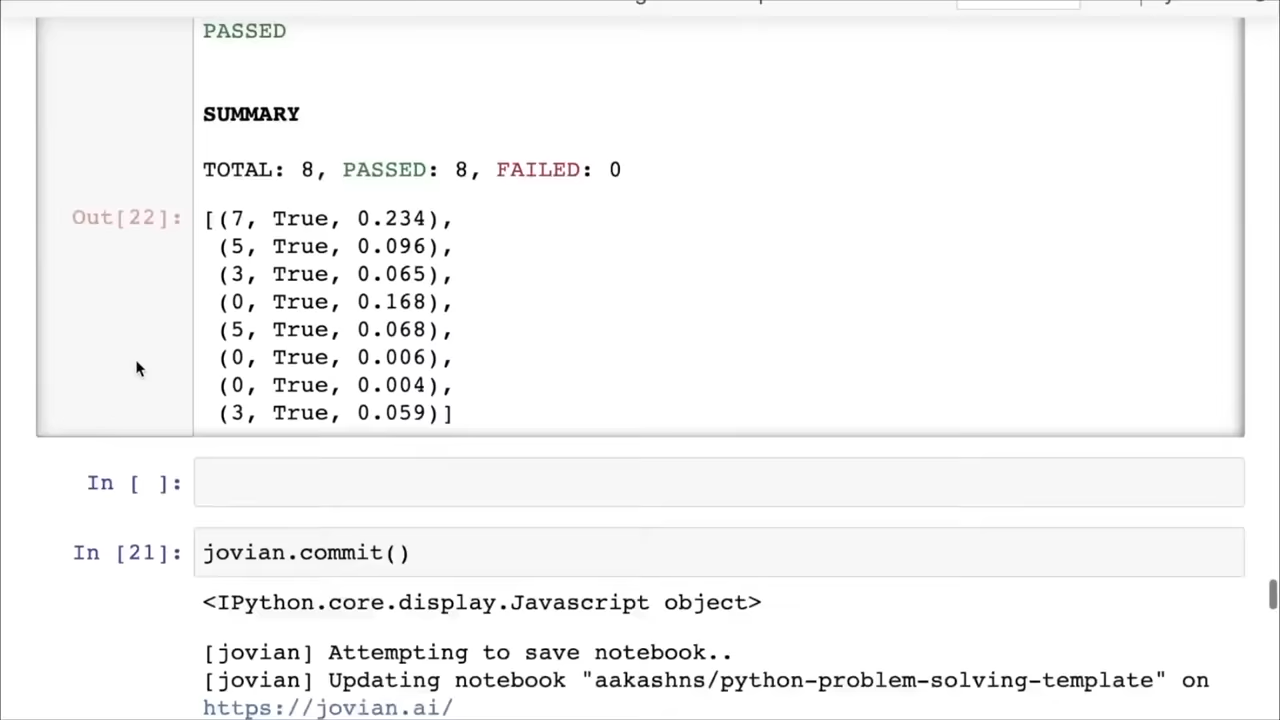 PASSED
SUMMARY
TOTAL: 8, PASSED: 8, FAILED: 0
Out[22]: [(7, True, 0.234),
(5, True, 0.096),
(3, True, 0.065),
(0, True, 0.168),
(5, True, 0.068),
(0, True, 0.006),
(0, True, 0.004),
(3, True, 0.059)]
In [ ]:
In [21]: jovian.commit()
<IPython.core.display.Javascript object>
[jovian] Attempting to save notebook..
[jovian] Updating notebook "aakashns/python-problem-solving-template" on
https://jovian.ai/